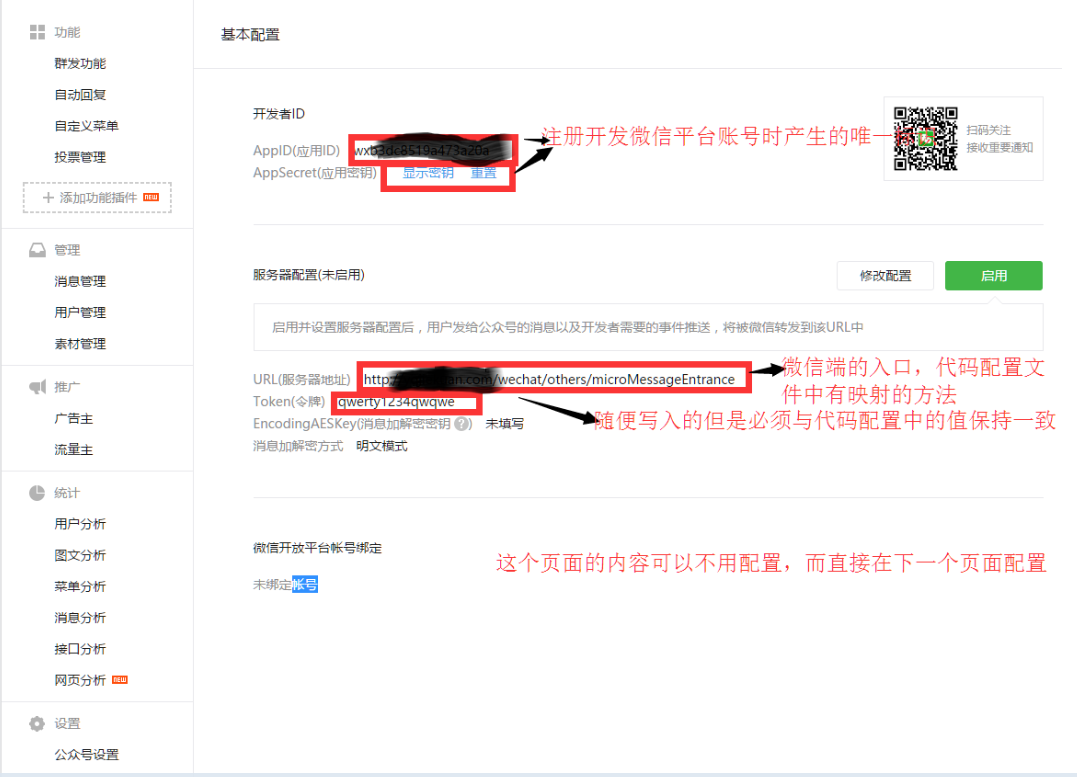 功能
群发功能
自动回复
自定义菜单
投票管理
添加功能插件 NEW
管理
消息管理
用户管理
素材管理
推广
广告主
流量主
统计
用户分析
图文分析
菜单分析
消息分析
接口分析
网页分析 NEW
设置
公众号设置
基本配置
开发者ID
AppID(应用ID)
AppSecret(应用密钥) 显示密钥 重置
注册开发微信平台账号时产生的唯一
扫码关注
接收重要通知
服务器配置(未启用)
修改配置 启用
启用并设置服务器配置后，用户发给公众号的消息以及开发者需要的事件推送，将被微信转发到该URL中
URL(服务器地址) http:/ an.com/wechat/others/microMessageEntrance
微信端的入口，代码配置文
件中有映射的方法
Token(令牌) qwerty1234qwqwe
随便写入的但是必须与代码配置中的值保持一致
EncodingAESKey(消息加解密密钥 ?) 未填写
消息加解密方式 明文模式
微信开放平台帐号绑定
未绑定帐号
这个页面的内容可以不用配置，而直接在下一个页面配置